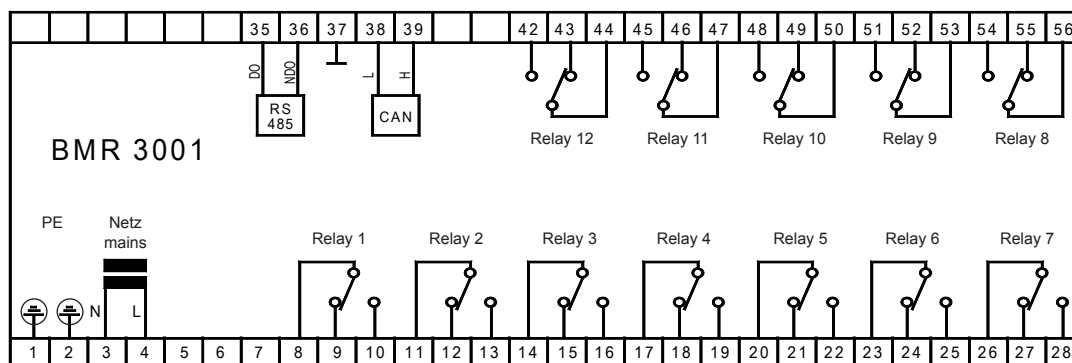 35 36 37 38 39 42 43 44 45 46 47 48 49 50 51 52 53 54 55 56
DO NDO L H
RS
485
CAN
Relay 12 Relay 11 Relay 10 Relay 9 Relay 8
BMR 3001
PE Netz
mains
Relay 1 Relay 2 Relay 3 Relay 4 Relay 5 Relay 6 Relay 7
N L
1 2 3 4 5 6 7 8 9 10 11 12 13 14 15 16 17 18 19 20 21 22 23 24 25 26 27 28